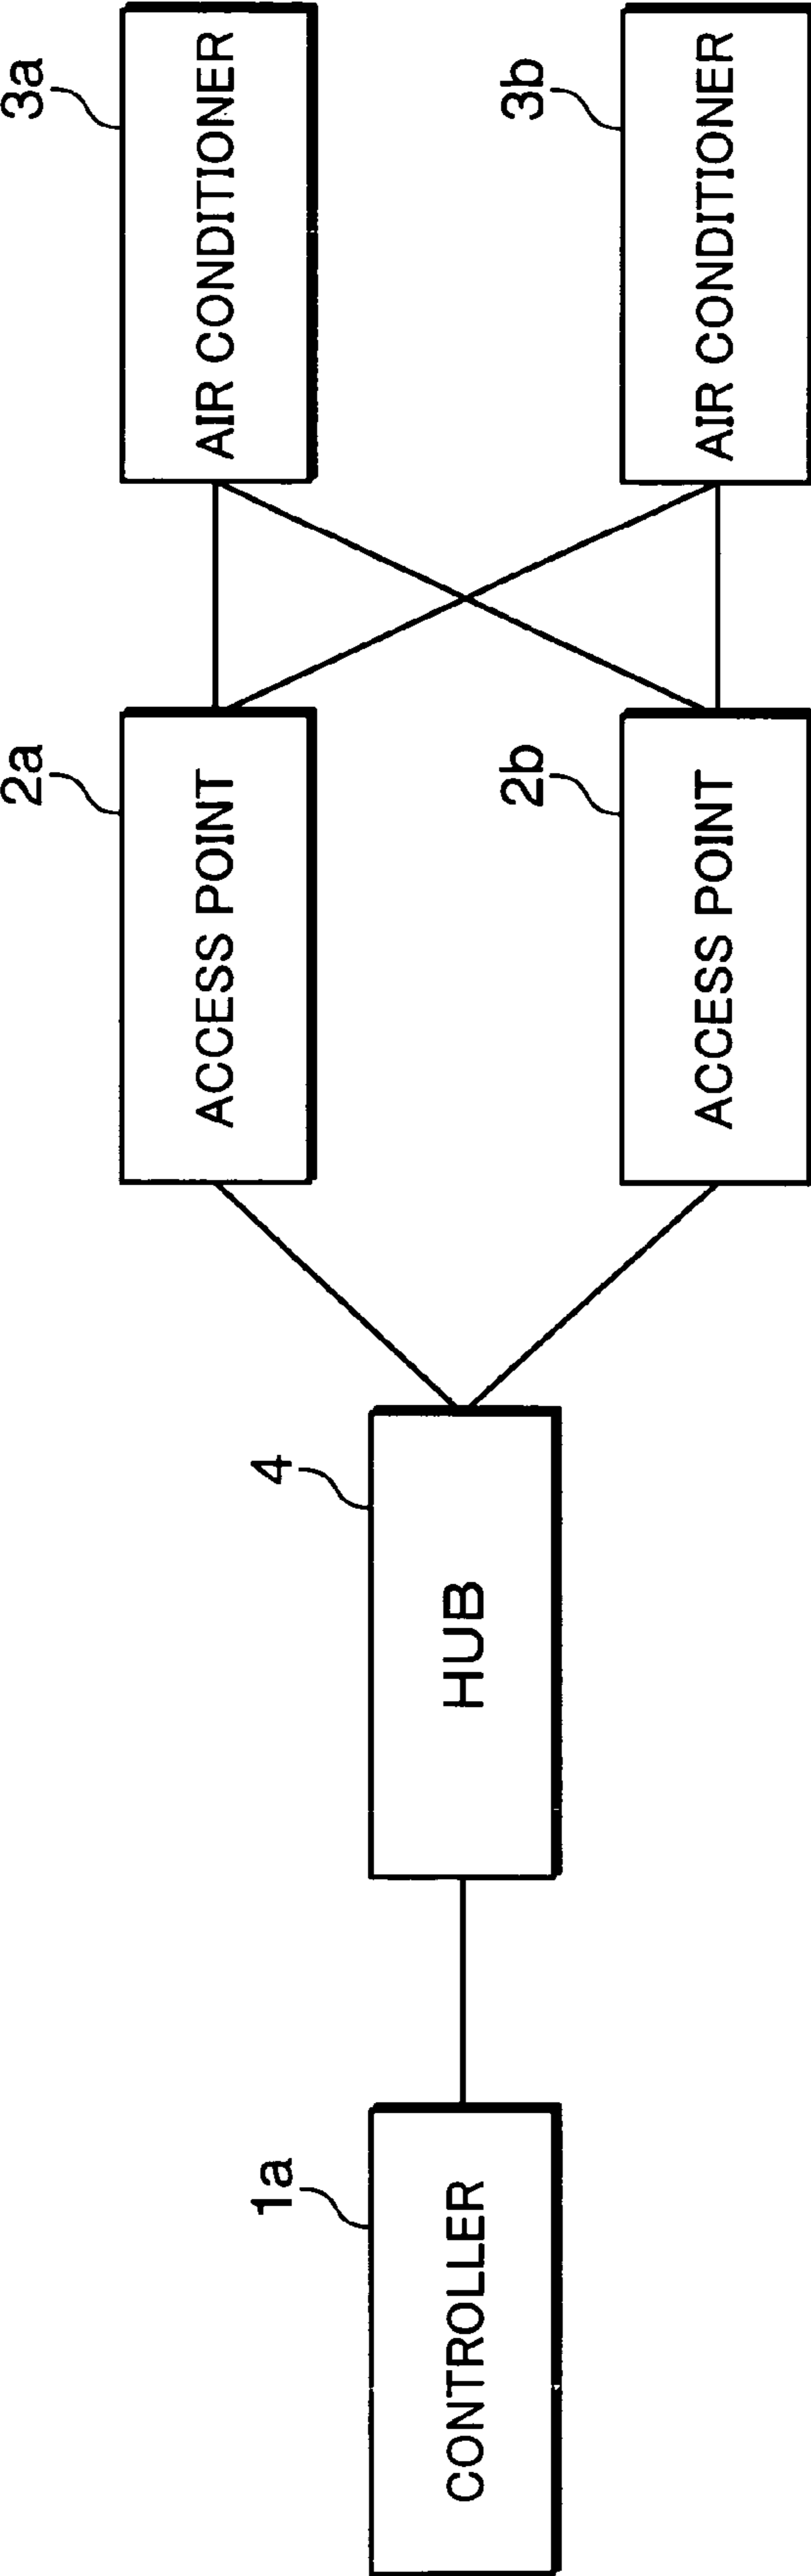 3a
AIR CONDITIONER
3b
AIR CONDITIONER
2a
ACCESS POINT
2b
ACCESS POINT
4
HUB
1a
CONTROLLER